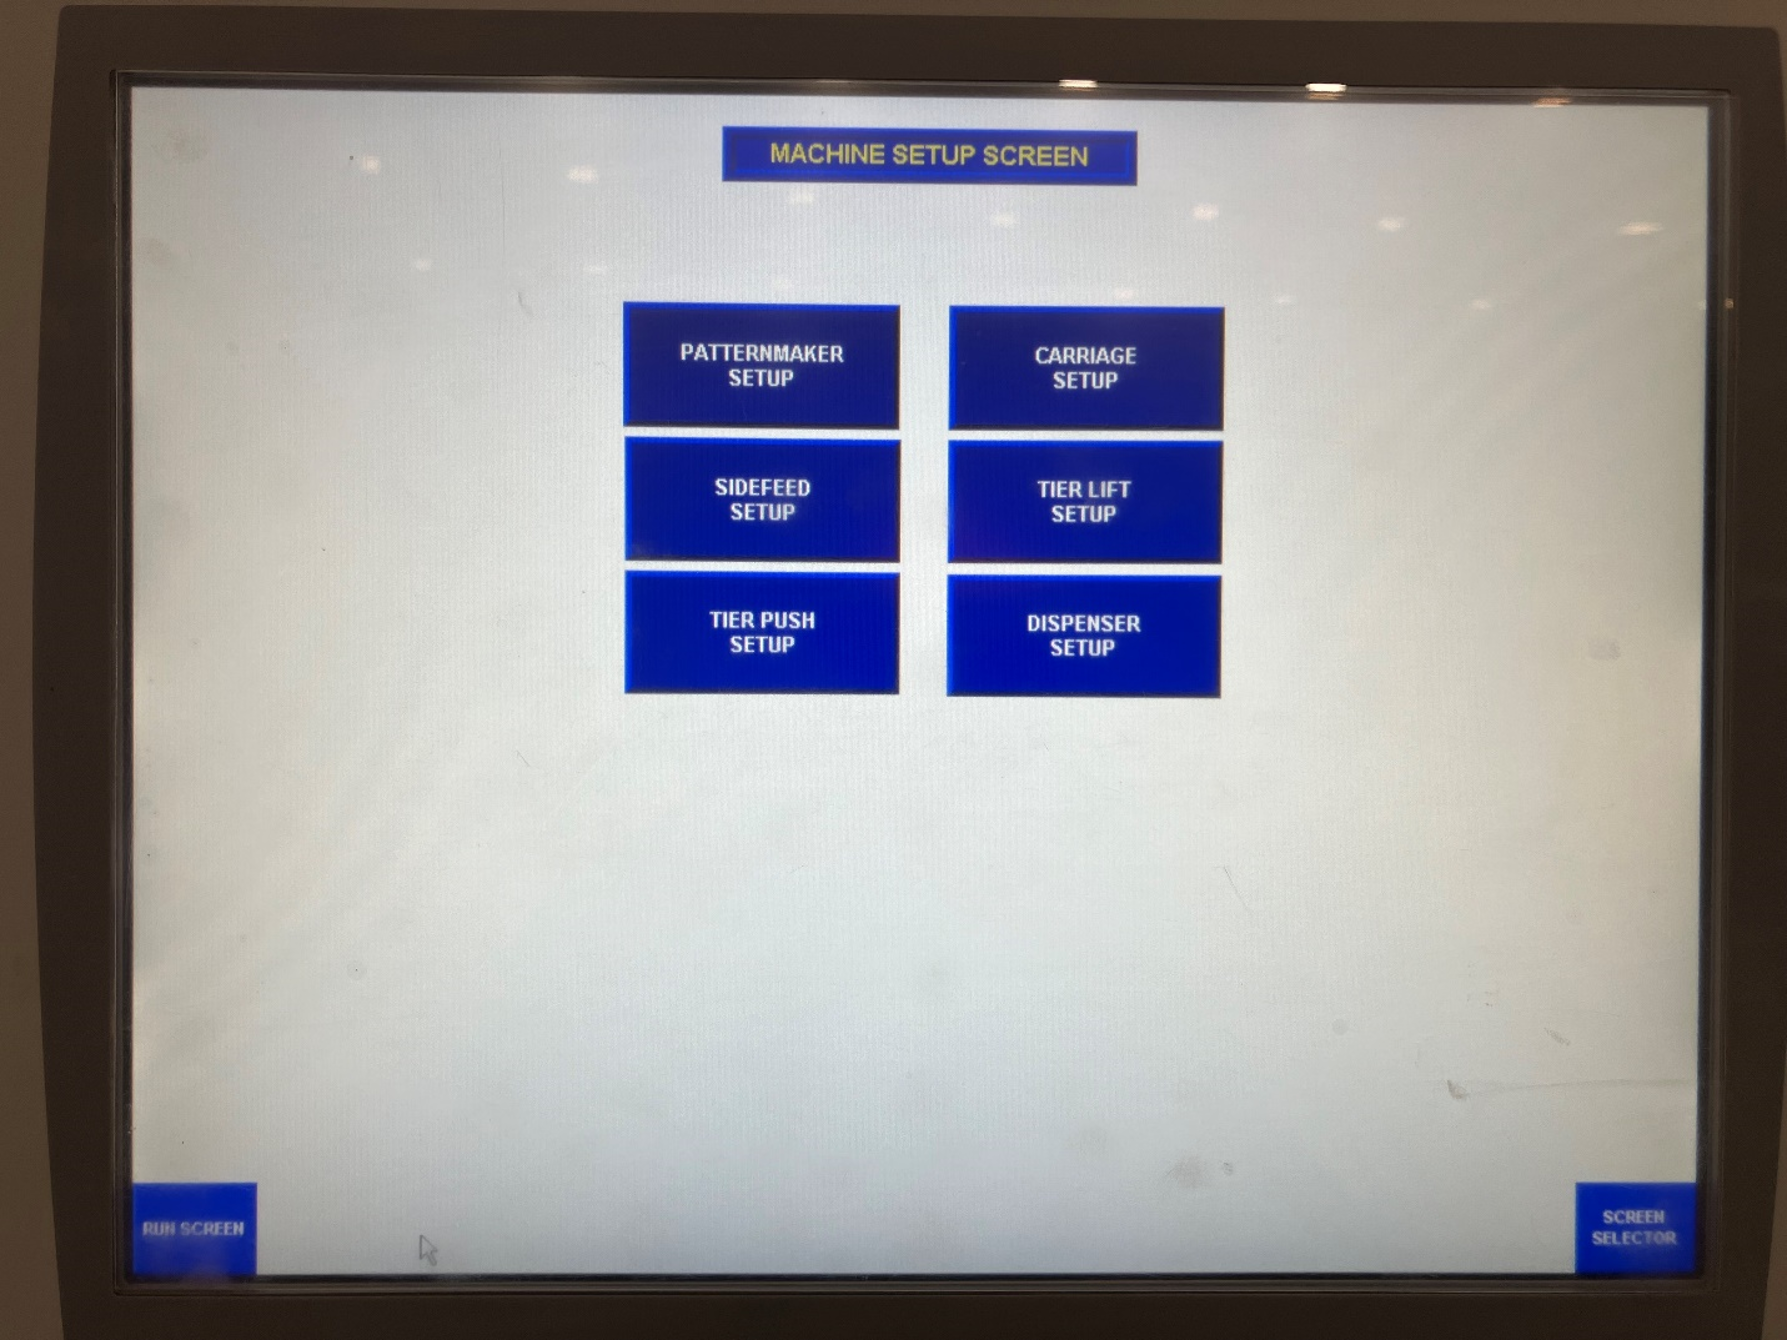 MACHINE SETUP SCREEN
PATTERNMAKER
SETUP
CARRIAGE
SETUP
SIDEFEED
SETUP
TIER LIFT
SETUP
TIER PUSH
SETUP
DISPENSER
SETUP
RUN SCREEN
SCREEN
SELECTOR